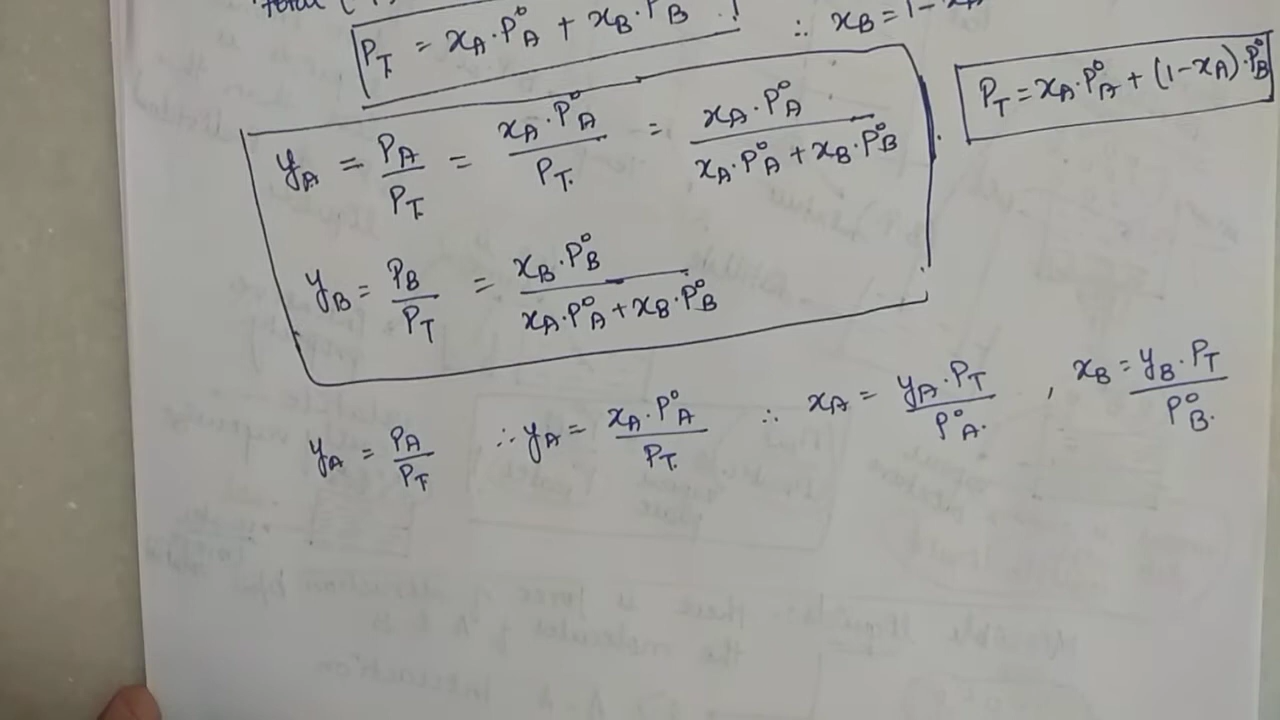 P_T = x_A · P°_A + x_B · P°_B ∴ x_B = 1 -
P_T = x_A · P°_A + (1 - x_A) · P°_B
y_A = P_A / P_T = x_A · P°_A / P_T = x_A · P°_A / x_A · P°_A + x_B · P°_B
y_B = P_B / P_T = x_B · P°_B / x_A · P°_A + x_B · P°_B
y_A = P_A / P_T ∴ y_A = x_A · P°_A / P_T ∴ x_A = y_A · P_T / P°_A , x_B = y_B · P_T / P°_B